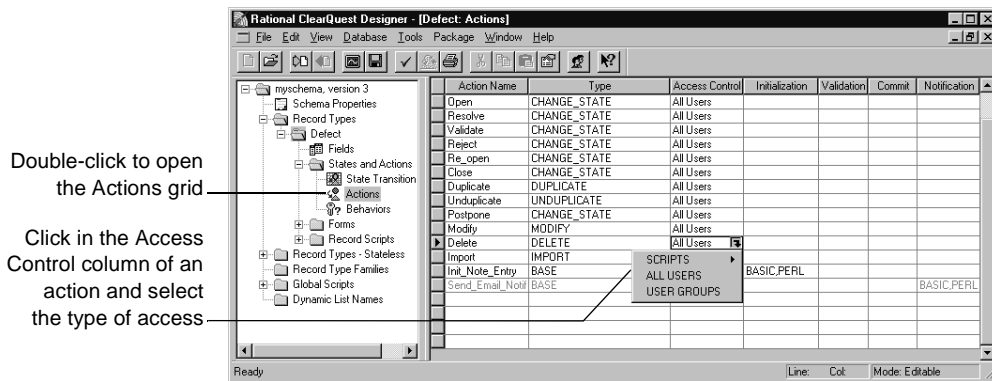 Rational ClearQuest Designer - [Defect: Actions]
File Edit View Database Tools Package Window Help
myschema, version 3
Schema Properties
Record Types
Defect
Fields
States and Actions
State Transition
Actions
Behaviors
Forms
Record Scripts
Record Types - Stateless
Record Type Families
Global Scripts
Dynamic List Names
Action Name Type Access Control Initialization Validation Commit Notification
Open CHANGE_STATE All Users
Resolve CHANGE_STATE All Users
Validate CHANGE_STATE All Users
Reject CHANGE_STATE All Users
Re_open CHANGE_STATE All Users
Close CHANGE_STATE All Users
Duplicate DUPLICATE All Users
Unduplicate UNDUPLICATE All Users
Postpone CHANGE_STATE All Users
Modify MODIFY All Users
Delete DELETE All Users
Import IMPORT
Init_Note_Entry BASE BASIC,PERL
Send_Email_Notif BASE BASIC,PERL
SCRIPTS
ALL USERS
USER GROUPS
Ready Line: Col: Mode: Editable
Double-click to open
the Actions grid
Click in the Access
Control column of an
action and select
the type of access